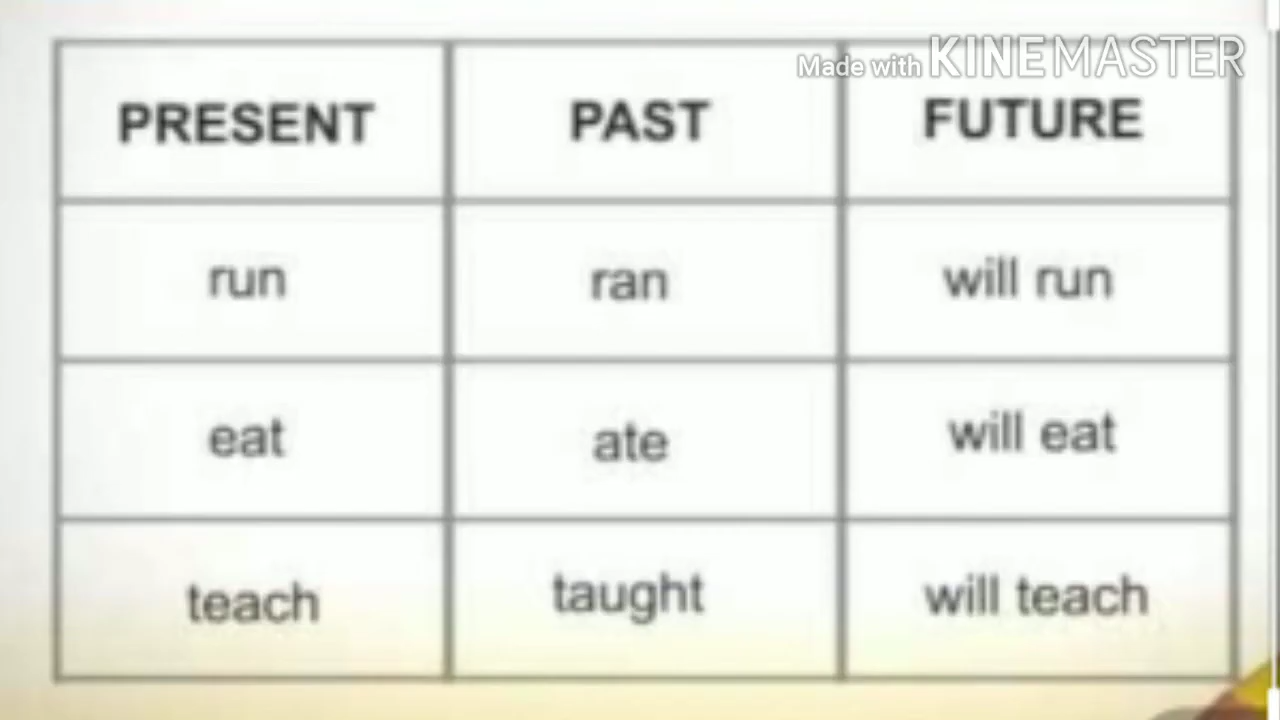 Made with KINEMASTER
PRESENT PAST FUTURE
run ran will run
eat ate will eat
teach taught will teach